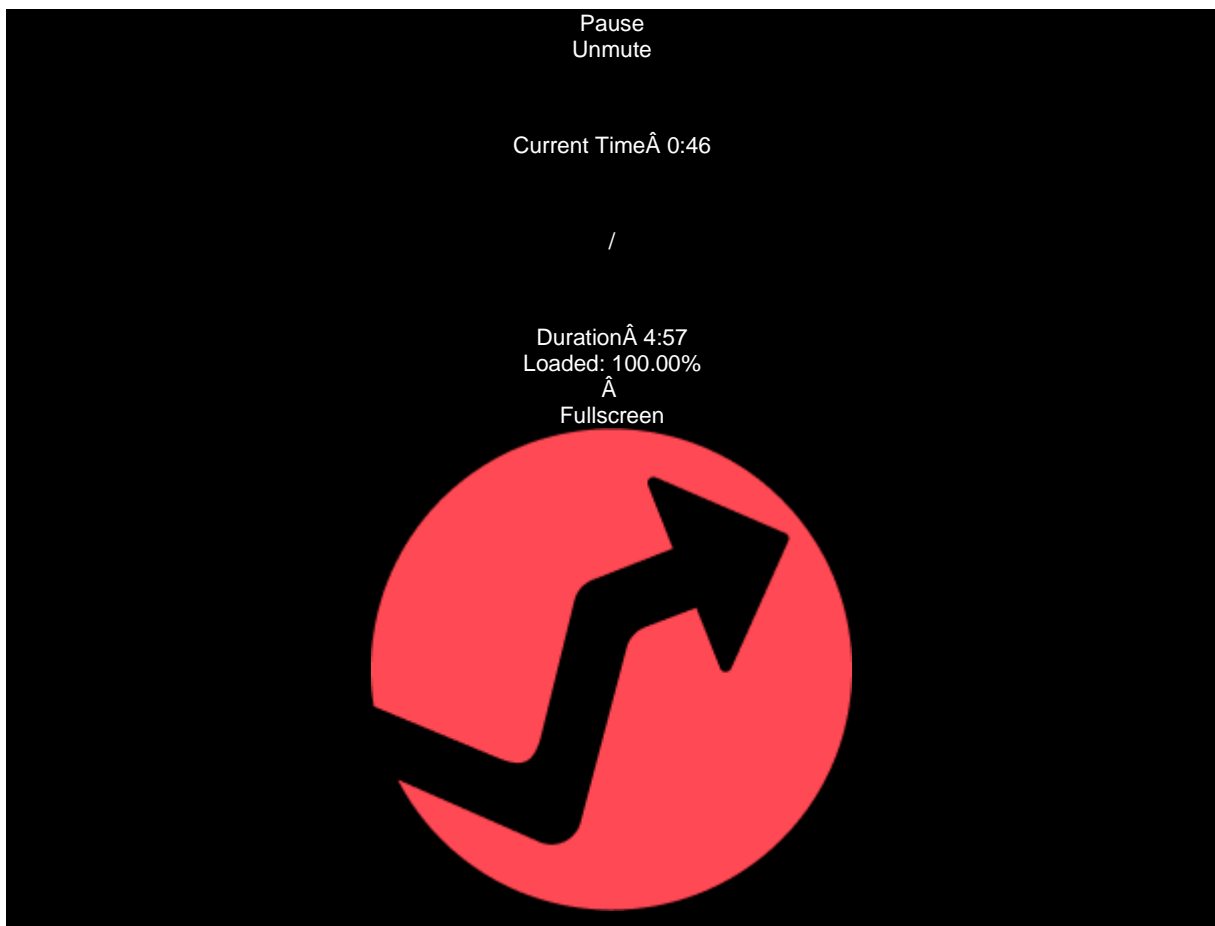 Pause
Unmute
Current TimeÂ 0:46
/
DurationÂ 4:57
Loaded: 100.00%
Â
Fullscreen